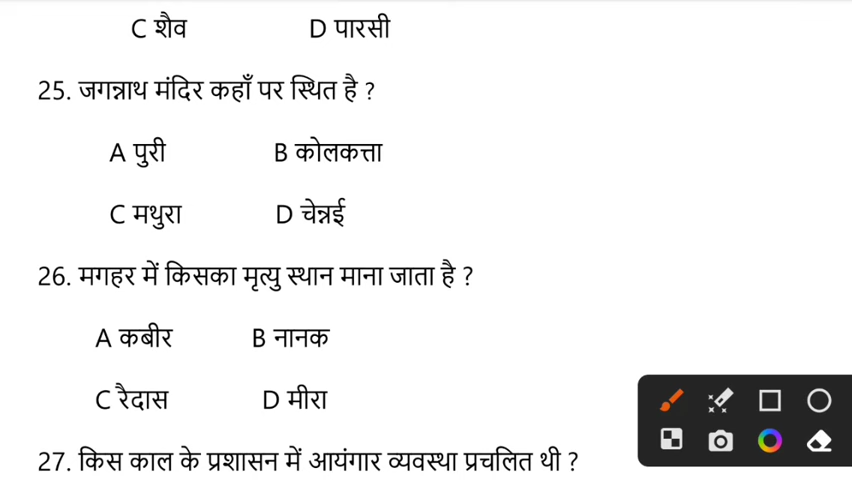 C शैव D पारसी
25. जगन्नाथ मंदिर कहाँ पर स्थित है ?
A पुरी B कोलकत्ता
C मथुरा D चेन्नई
26. मगहर में किसका मृत्यु स्थान माना जाता है ?
A कबीर B नानक
C रैदास D मीरा
27. किस काल के प्रशासन में आयंगार व्यवस्था प्रचलित थी ?